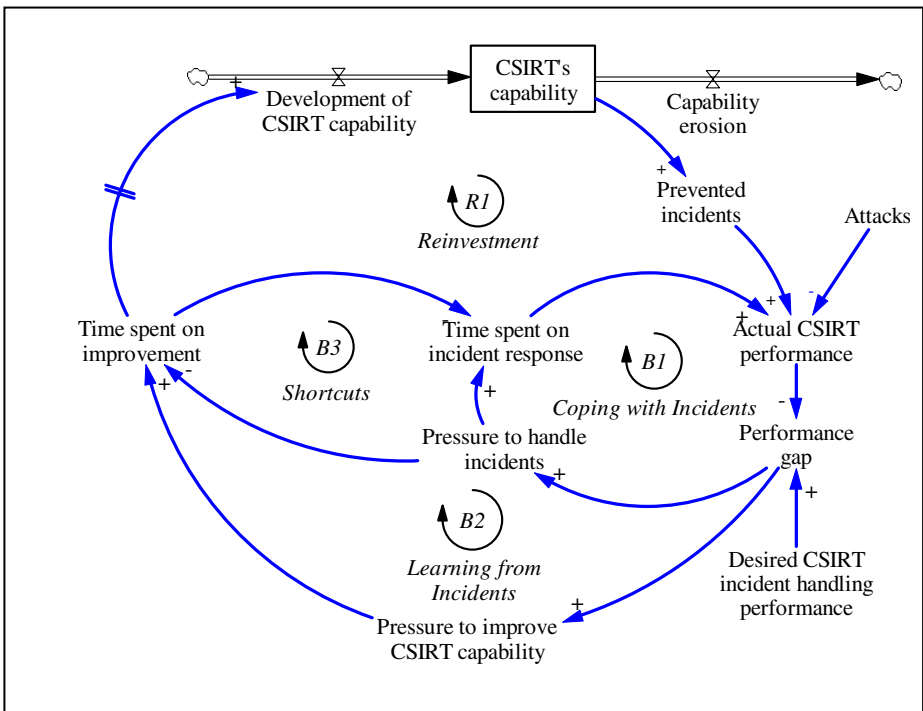 CSIRT's
capability
+
Development of
CSIRT capability
Capability
erosion
+
Prevented
incidents
Attacks
R1
Reinvestment
+
-
+
Actual CSIRT
performance
-
Time spent on
incident response
Time spent on
improvement
B3
Shortcuts
B1
Coping with Incidents
+
-
+
-
Performance
gap
Pressure to handle
incidents
+
+
B2
Learning from
Incidents
Desired CSIRT
incident handling
performance
+
Pressure to improve
CSIRT capability